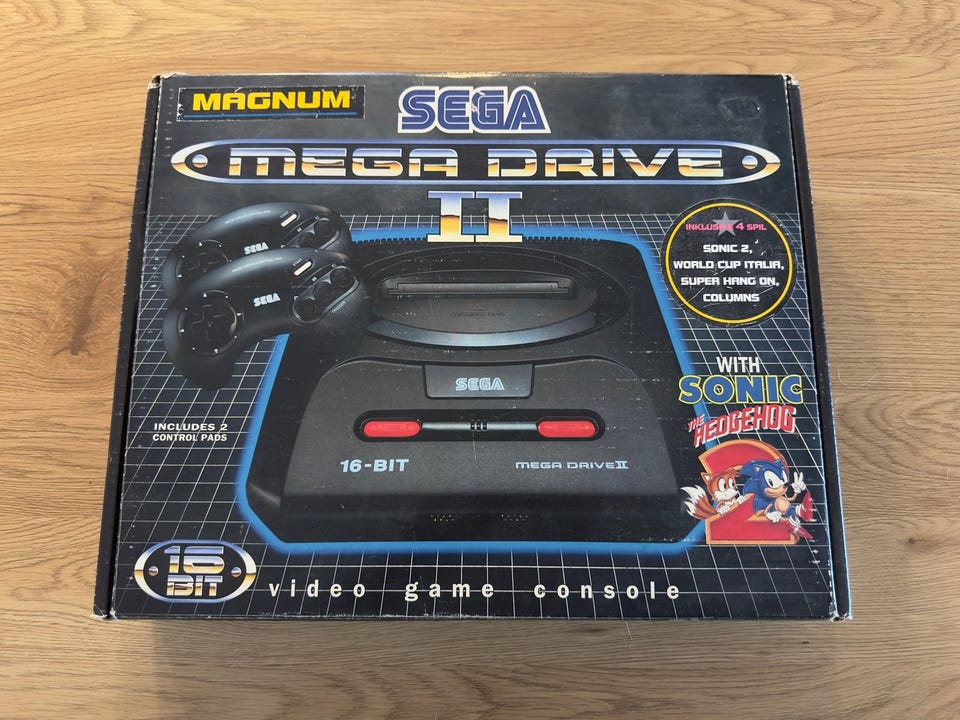 MAGNUM
SEGA
MEGA DRIVE
II
INKLUSIVE 4 SPIL
SONIC 2,
WORLD CUP ITALIA,
SUPER HANG ON,
COLUMNS
SEGA
SEGA
SEGA
WITH
SONIC
THE
HEDGEHOG
2
INCLUDES 2
CONTROL PADS
16-BIT
MEGA DRIVE II
16
BIT
video game console